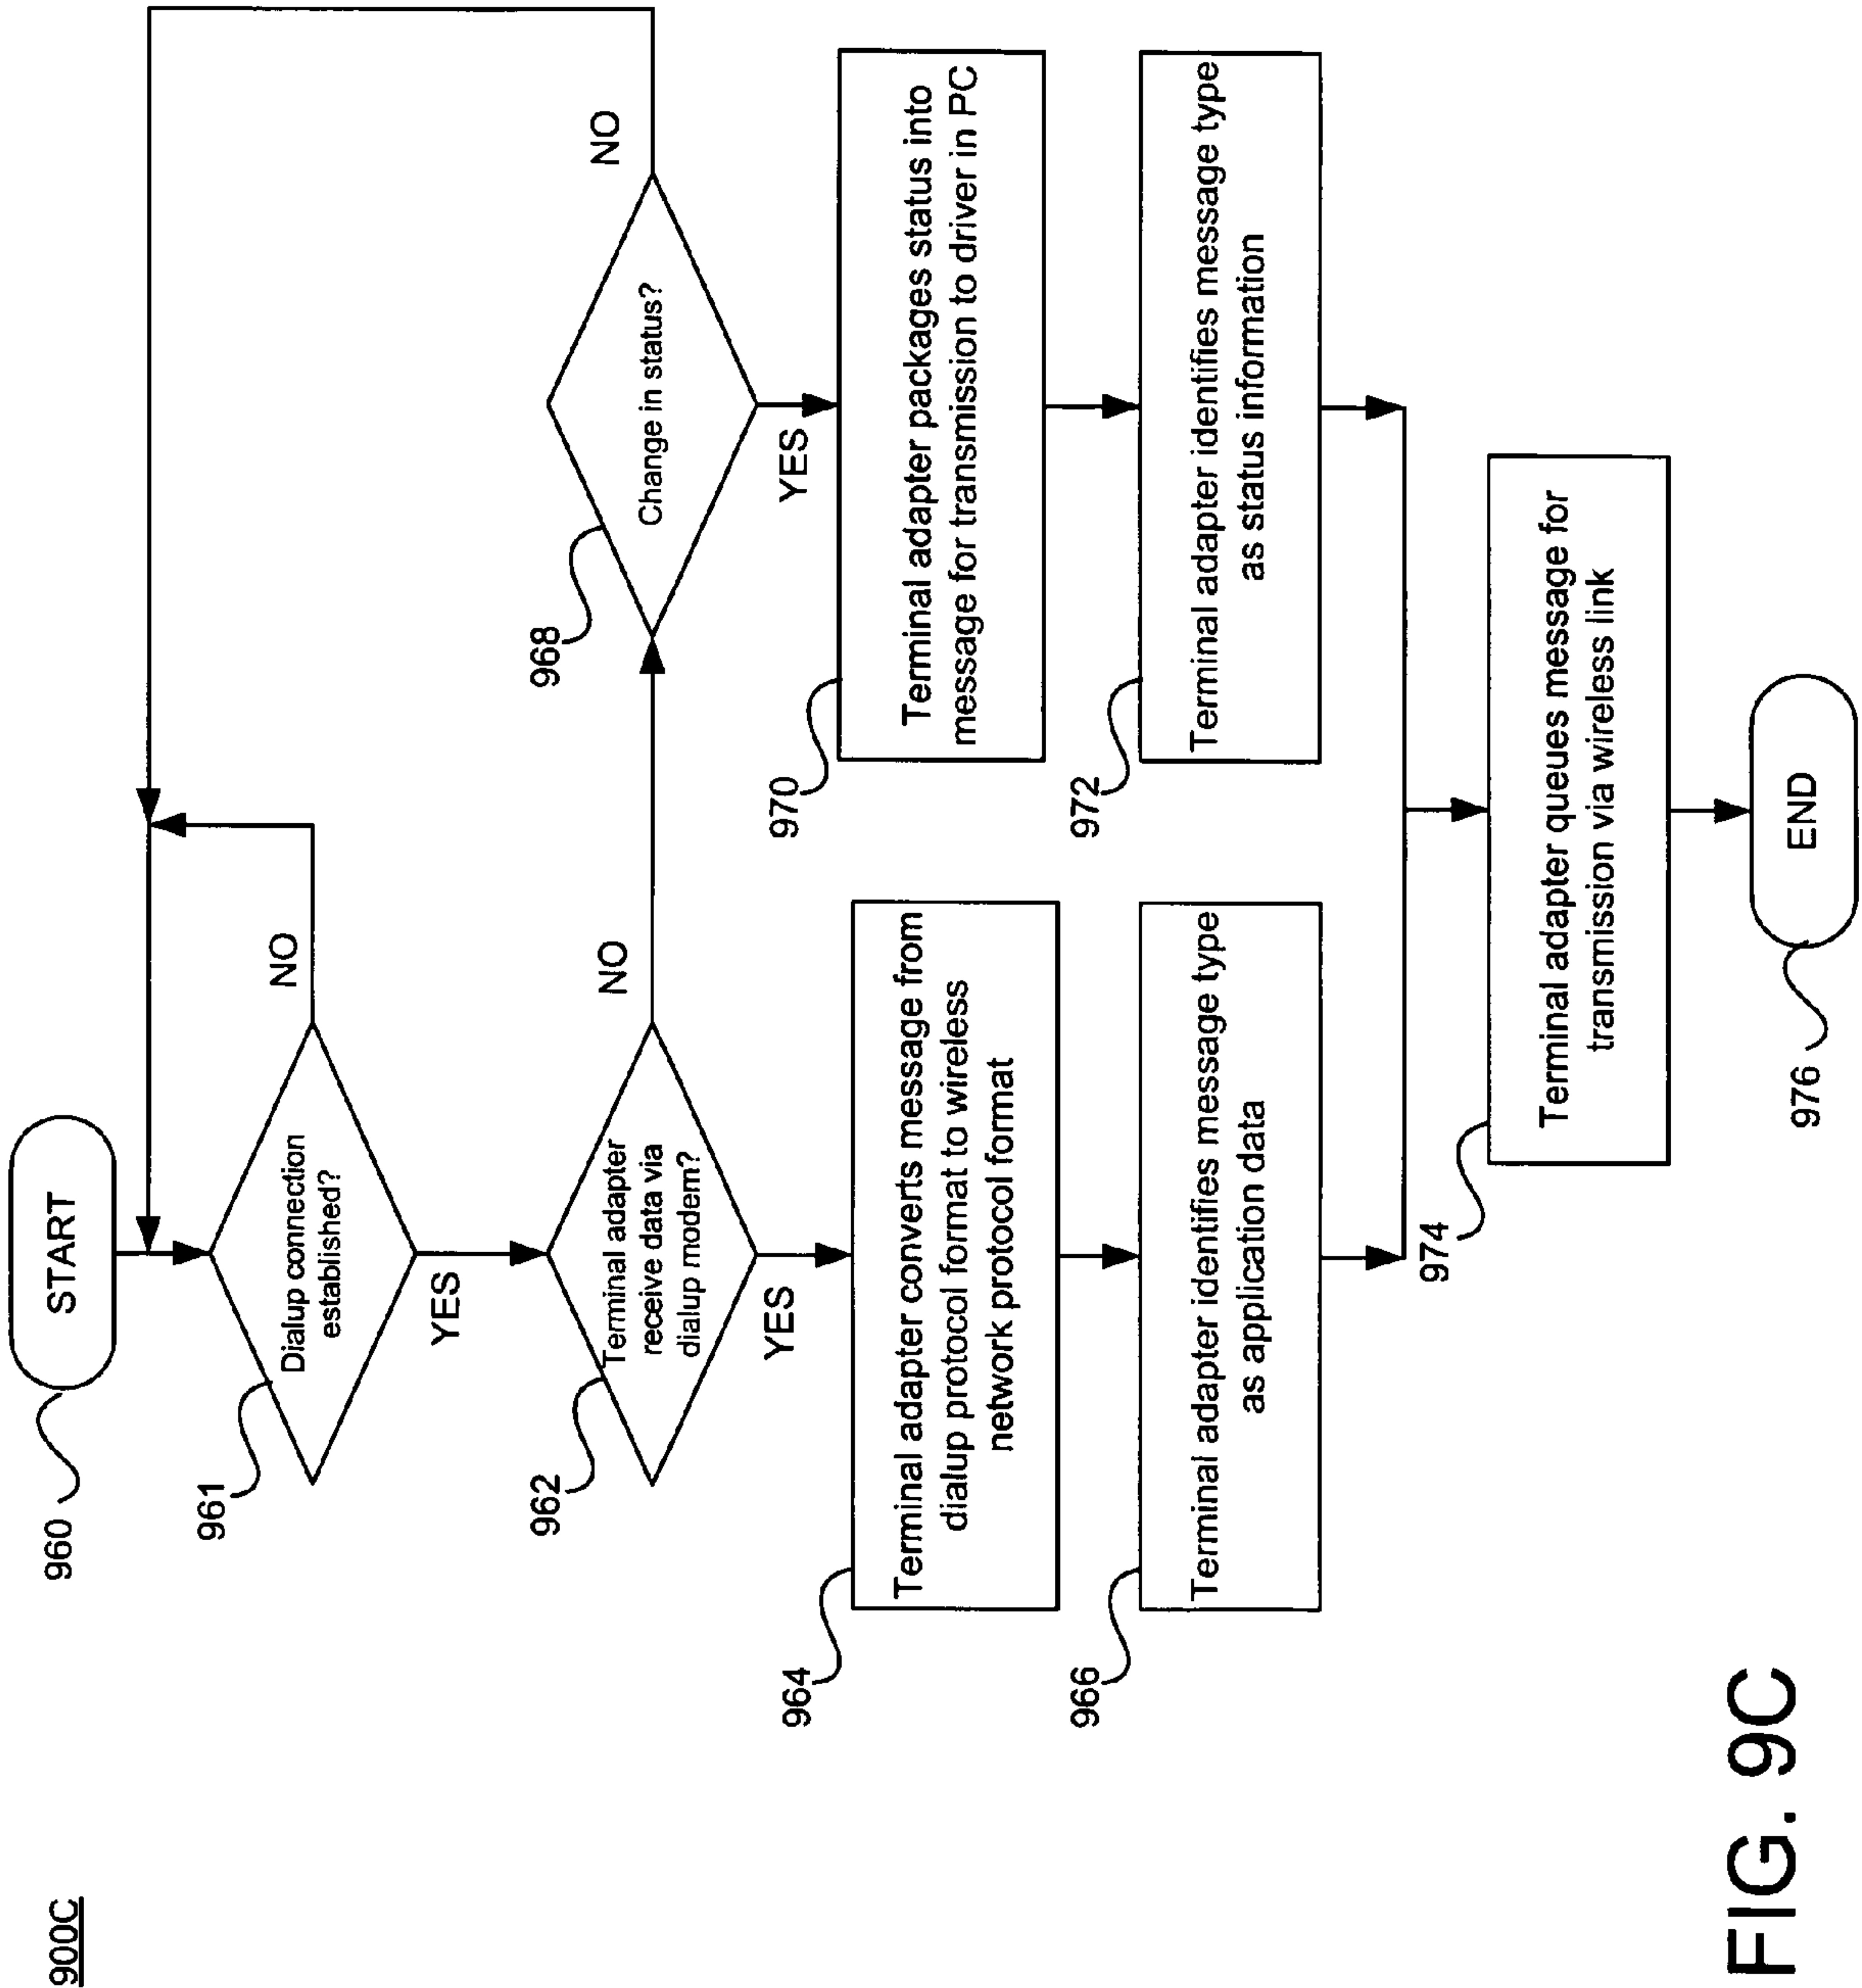 900C
START
960
Dialup connection
established?
961
NO
YES
Terminal adapter
receive data via
dialup modem?
962
NO
YES
Change in status?
968
NO
YES
Terminal adapter converts message from
dialup protocol format to wireless
network protocol format
964
Terminal adapter packages status into
message for transmission to driver in PC
970
Terminal adapter identifies message type
as application data
966
Terminal adapter identifies message type
as status information
972
Terminal adapter queues message for
transmission via wireless link
974
END
976
FIG. 9C